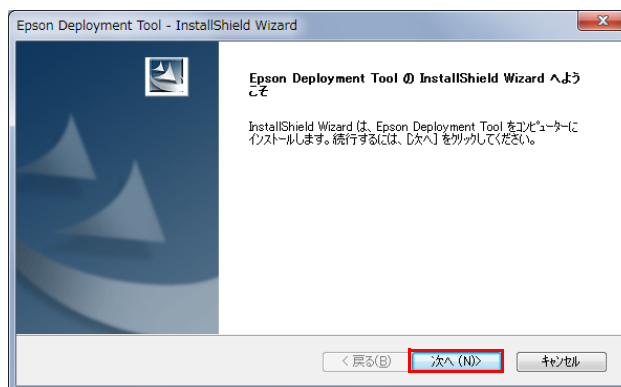 Epson Deployment Tool - InstallShield Wizard
Epson Deployment Tool の InstallShield Wizard へよう
こそ
InstallShield Wizard は、Epson Deployment Tool をコンピューターに
インストールします。続行するには、[次へ] をクリックしてください。
< 戻る(B)
次へ (N)>
キャンセル